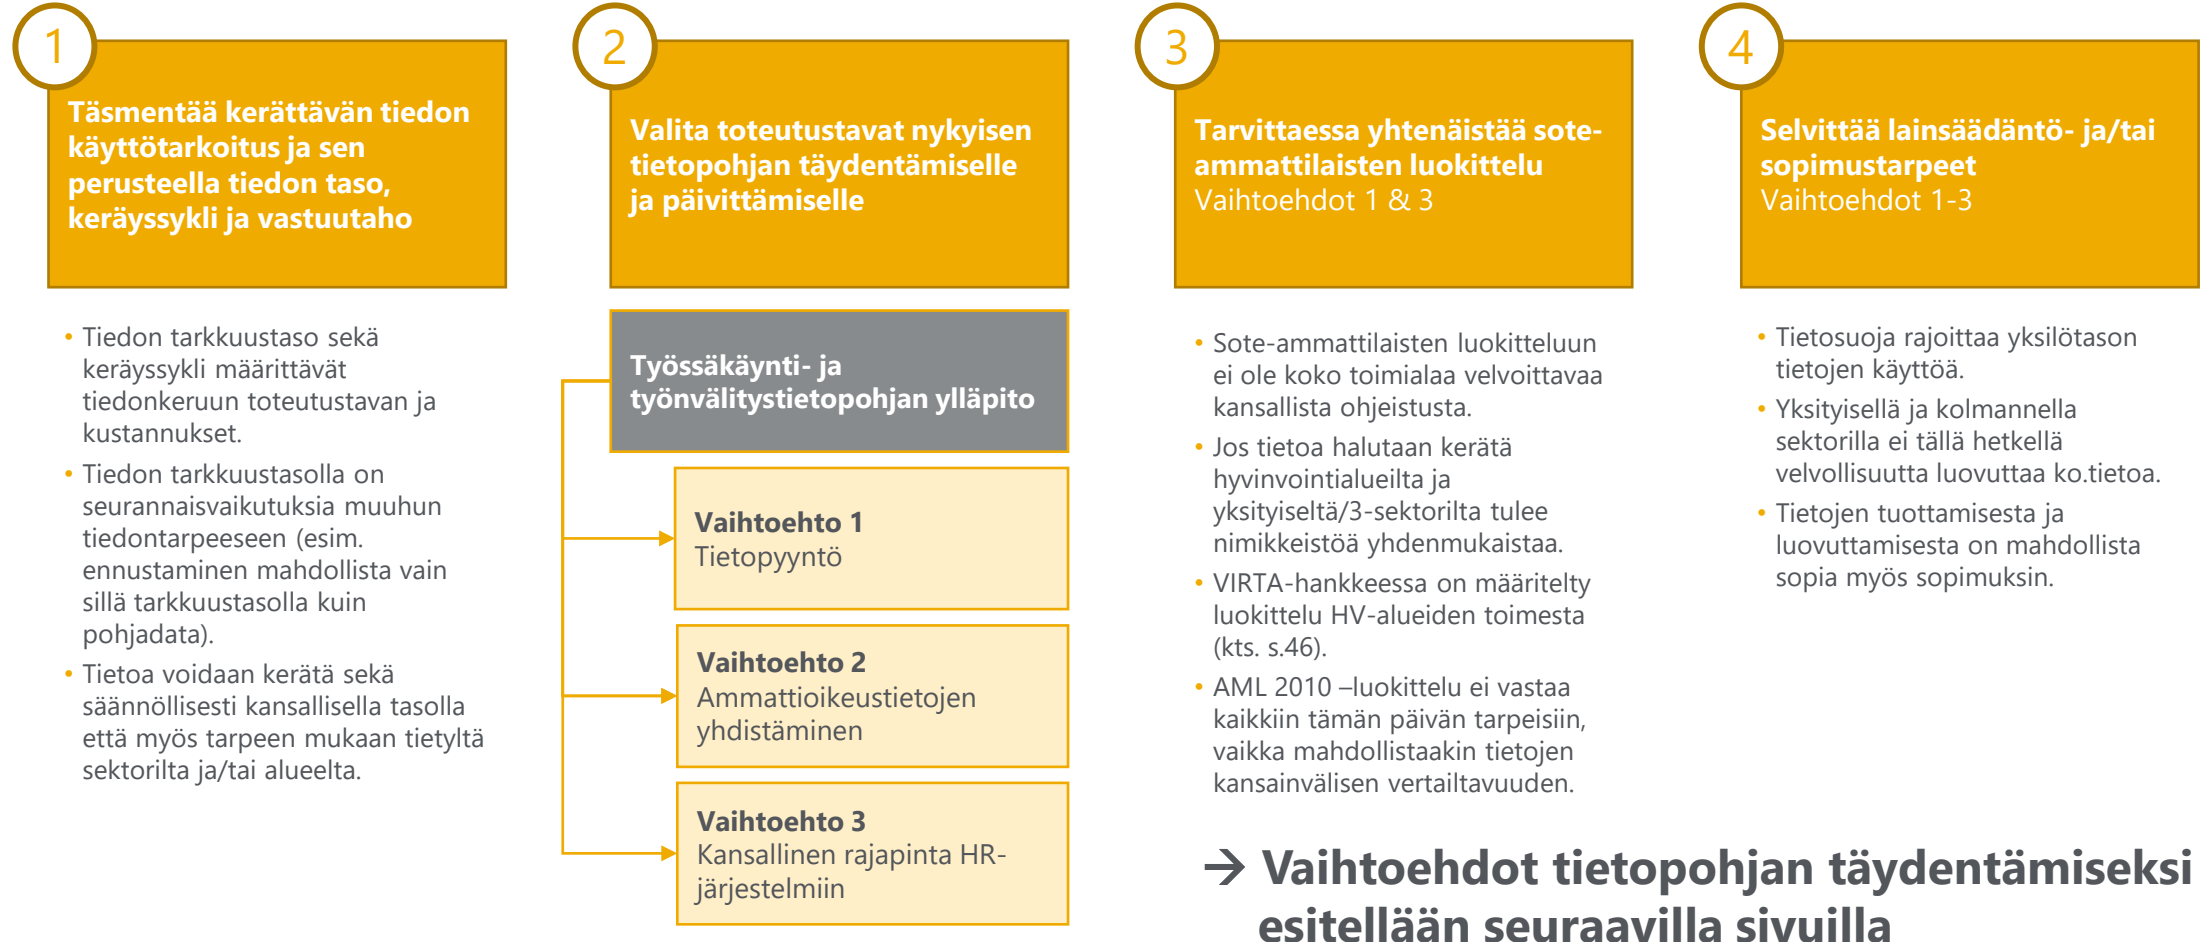 1
Täsmentää kerättävän tiedon
käyttötarkoitus ja sen
perusteella tiedon taso,
keräyssykli ja vastuutaho
• Tiedon tarkkuustaso sekä
keräyssykli määrittävät
tiedonkeruun toteutustavan ja
kustannukset.
• Tiedon tarkkuustasolla on
seurannaisvaikutuksia muuhun
tiedontarpeeseen (esim.
ennustaminen mahdollista vain
sillä tarkkuustasolla kuin
pohjadata).
• Tietoa voidaan kerätä sekä
säännöllisesti kansallisella tasolla
että myös tarpeen mukaan tietyltä
sektorilta ja/tai alueelta.
2
Valita toteutustavat nykyisen
tietopohjan täydentämiselle
ja päivittämiselle
Työssäkäynti- ja
työnvälitystietopohjan ylläpito
Vaihtoehto 1
Tietopyyntö
Vaihtoehto 2
Ammattioikeustietojen
yhdistäminen
Vaihtoehto 3
Kansallinen rajapinta HR-
järjestelmiin
3
Tarvittaessa yhtenäistää sote-
ammattilaisten luokittelu
Vaihtoehdot 1 & 3
• Sote-ammattilaisten luokitteluun
ei ole koko toimialaa velvoittavaa
kansallista ohjeistusta.
• Jos tietoa halutaan kerätä
hyvinvointialueilta ja
yksityiseltä/3-sektorilta tulee
nimikkeistöä yhdenmukaistaa.
• VIRTA-hankkeessa on määritelty
luokittelu HV-alueiden toimesta
(kts. s.46).
• AML 2010 –luokittelu ei vastaa
kaikkiin tämän päivän tarpeisiin,
vaikka mahdollistaakin tietojen
kansainvälisen vertailtavuuden.
4
Selvittää lainsäädäntö- ja/tai
sopimustarpeet
Vaihtoehdot 1-3
• Tietosuoja rajoittaa yksilötason
tietojen käyttöä.
• Yksityisellä ja kolmannella
sektorilla ei tällä hetkellä
velvollisuutta luovuttaa ko.tietoa.
• Tietojen tuottamisesta ja
luovuttamisesta on mahdollista
sopia myös sopimuksin.
→ Vaihtoehdot tietopohjan täydentämiseksi
esitellään seuraavilla sivuilla